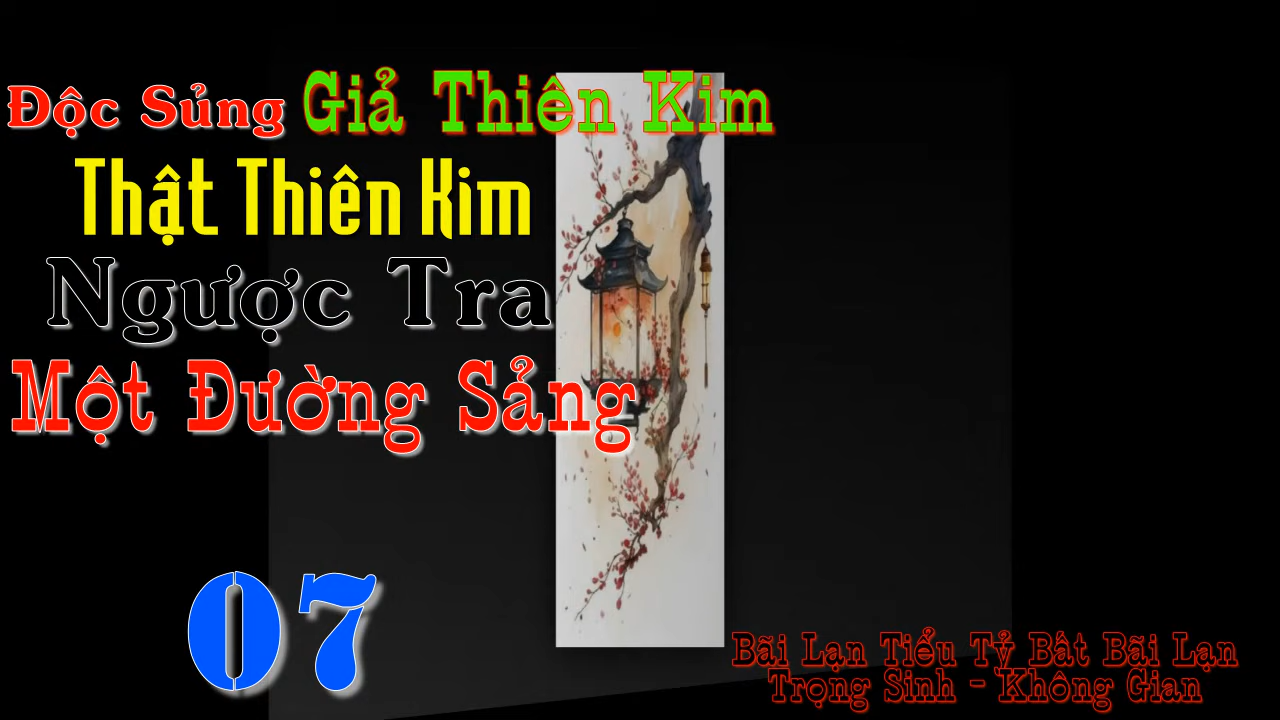 Độc Sủng Giả Thiên Kim
Thật Thiên Kim
Ngược Tra
Một Đường Sảng
07
Bãi Lạn Tiểu Tỷ Bất Bãi Lạn
Trọng Sinh - Không Gian